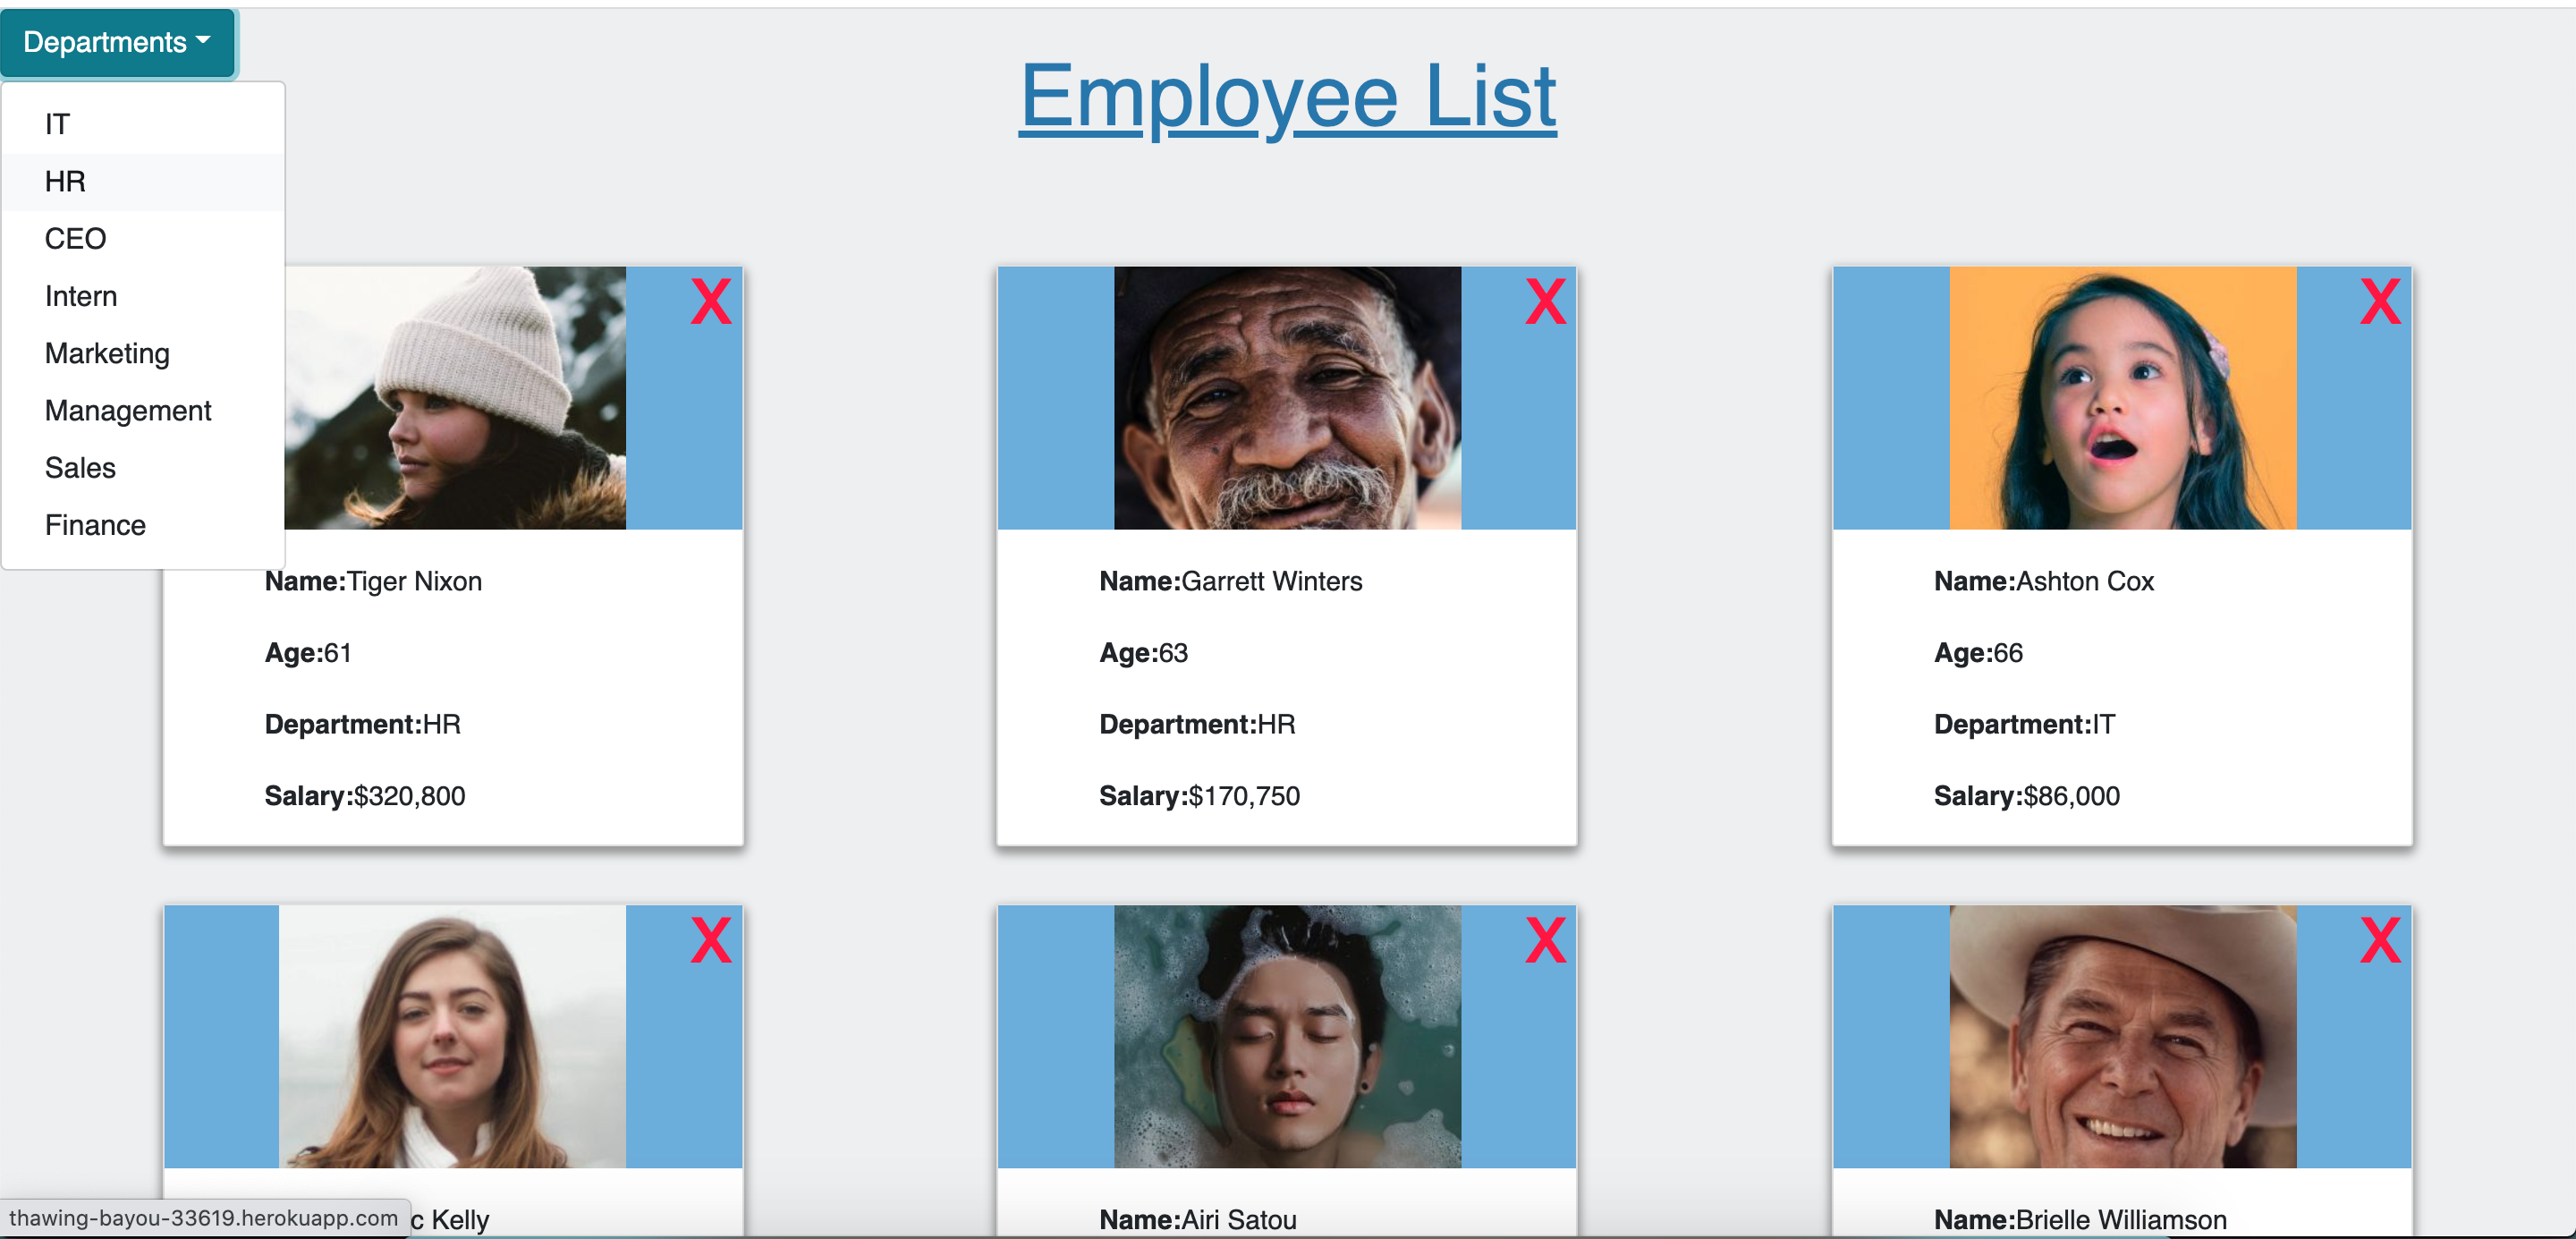 Departments
Employee List
IT
HR
CEO
Intern
Marketing
Management
Sales
Finance
X
X
X
Name:Tiger Nixon
Age:61
Department:HR
Salary:$320,800
Name:Garrett Winters
Age:63
Department:HR
Salary:$170,750
Name:Ashton Cox
Age:66
Department:IT
Salary:$86,000
X
X
X
thawing-bayou-33619.herokuapp.com
c Kelly
Name:Airi Satou
Name:Brielle Williamson